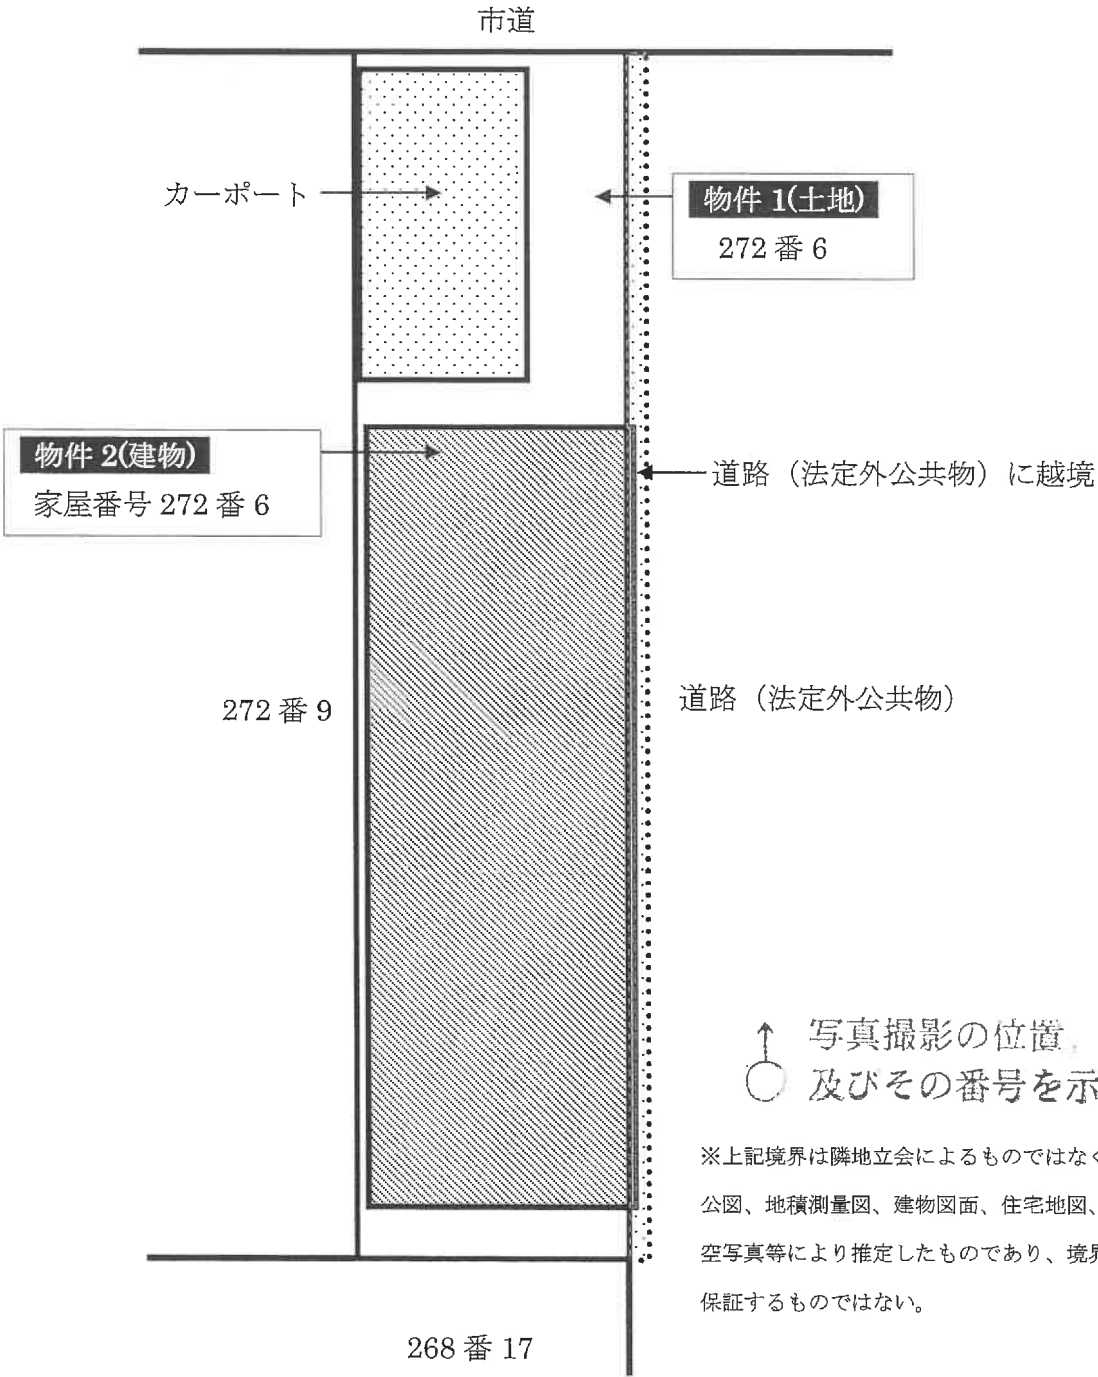 市道
カーポート
物件 1(土地)
272 番 6
物件 2(建物)
家屋番号 272 番 6
道路（法定外公共物）に越境
272 番 9
道路（法定外公共物）
写真撮影の位置
及びその番号を示
※上記境界は隣地立会によるものではなく
公図、地積測量図、建物図面、住宅地図、
空写真等により推定したものであり、境界
保証するものではない。
268 番 17